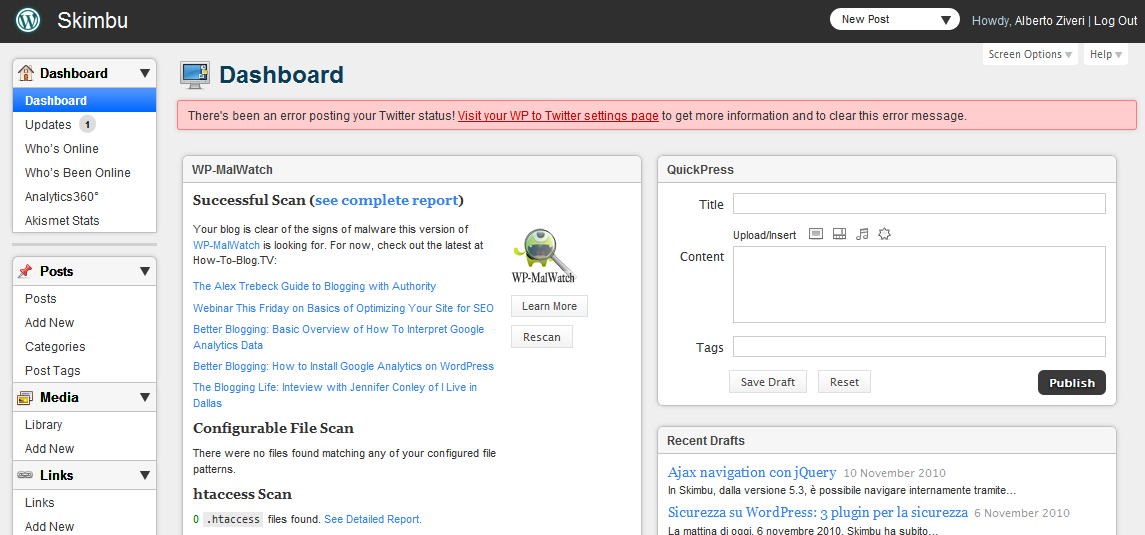 Skimbu
New Post
Howdy, Alberto Ziveri | Log Out
Screen Options
Help
Dashboard
Dashboard
Updates 1
Who's Online
Who's Been Online
Analytics360°
Akismet Stats
Posts
Posts
Add New
Categories
Post Tags
Media
Library
Add New
Links
Links
Add New
Dashboard
There's been an error posting your Twitter status! Visit your WP to Twitter settings page to get more information and to clear this error message.
WP-MalWatch
Successful Scan (see complete report)
Your blog is clear of the signs of malware this version of
WP-MalWatch is looking for. For now, check out the latest at
How-To-Blog.TV:
The Alex Trebeck Guide to Blogging with Authority
Webinar This Friday on Basics of Optimizing Your Site for SEO
Better Blogging: Basic Overview of How To Interpret Google
Analytics Data
Better Blogging: How to Install Google Analytics on WordPress
The Blogging Life: Inteview with Jennifer Conley of I Live in
Dallas
WP-MalWatch
Learn More
Rescan
Configurable File Scan
There were no files found matching any of your configured file
patterns.
htaccess Scan
0 .htaccess files found. See Detailed Report.
QuickPress
Title
Upload/Insert
Content
Tags
Save Draft
Reset
Publish
Recent Drafts
Ajax navigation con jQuery 10 November 2010
In Skimbu, dalla versione 5.3, è possibile navigare internamente tramite…
Sicurezza su WordPress: 3 plugin per la sicurezza 6 November 2010
La mattina di oggi, 6 novembre 2010, Skimbu ha subito…